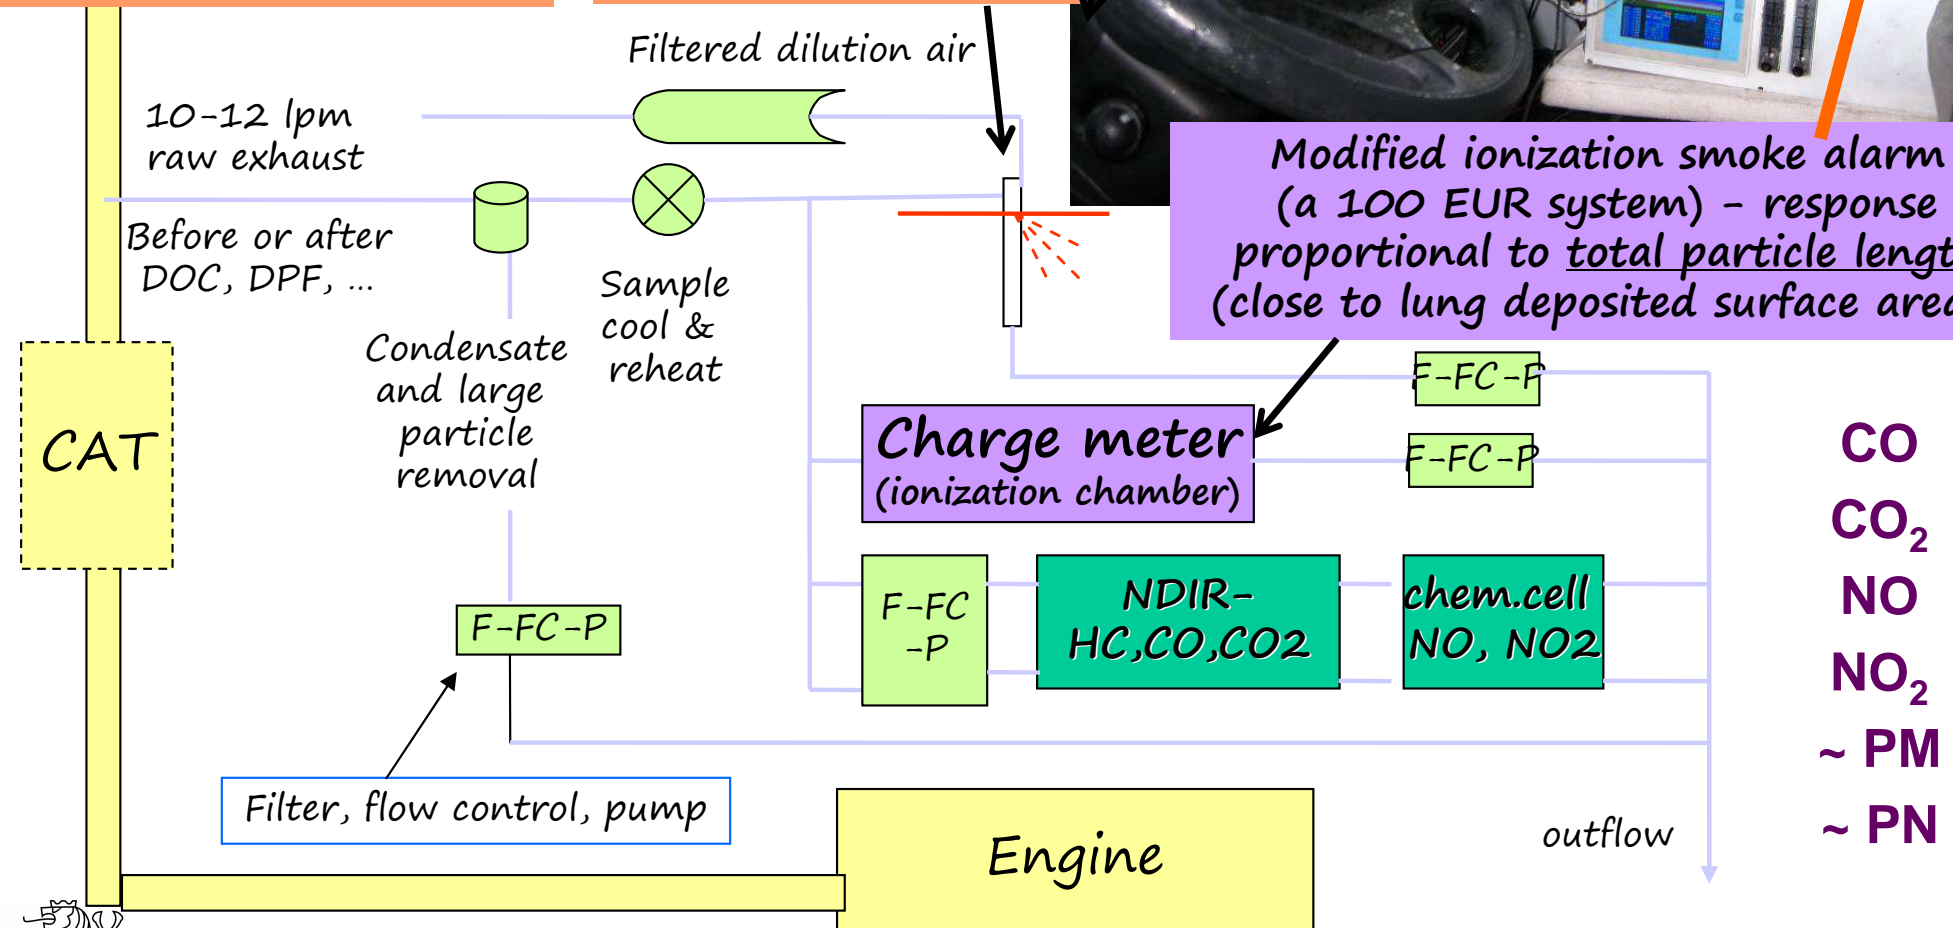 Filtered dilution air
10-12 lpm
raw exhaust
Modified ionization smoke alarm
(a 100 EUR system) - response
proportional to total particle lengt
(close to lung deposited surface area
Before or after
DOC, DPF, ...
Sample
cool &
reheat
Condensate
and large
particle
removal
F-FC-P
CAT
Charge meter
(ionization chamber)
F-FC-P
CO
CO₂
NO
NO₂
~ PM
~ PN
F-FC
-P
NDIR-
HC,CO,CO2
chem.cell
NO, NO2
F-FC-P
Filter, flow control, pump
Engine
outflow